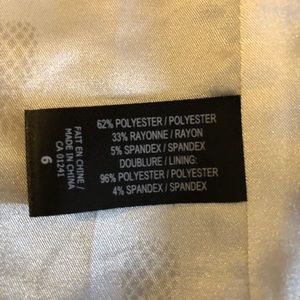 62% POLYESTER / POLYESTER
33% RAYONNE / RAYON
5% SPANDEX / SPANDEX
DOUBLURE / LINING:
96% POLYESTER / POLYESTER
4% SPANDEX / SPANDEX
FAIT EN CHINE /
MADE IN CHINA
CA 01241
6